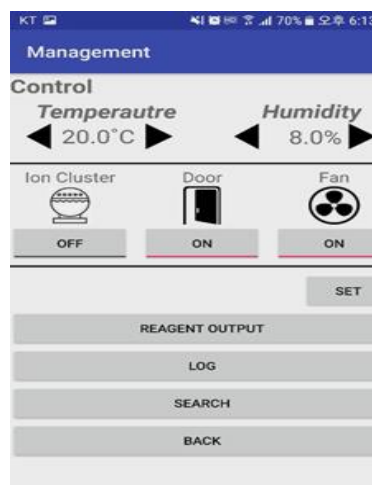 KT 70% 오후 6:13
Management
Control
Temperautre Humidity
20.0°C 8.0%
Ion Cluster Door Fan
OFF ON ON
SET
REAGENT OUTPUT
LOG
SEARCH
BACK